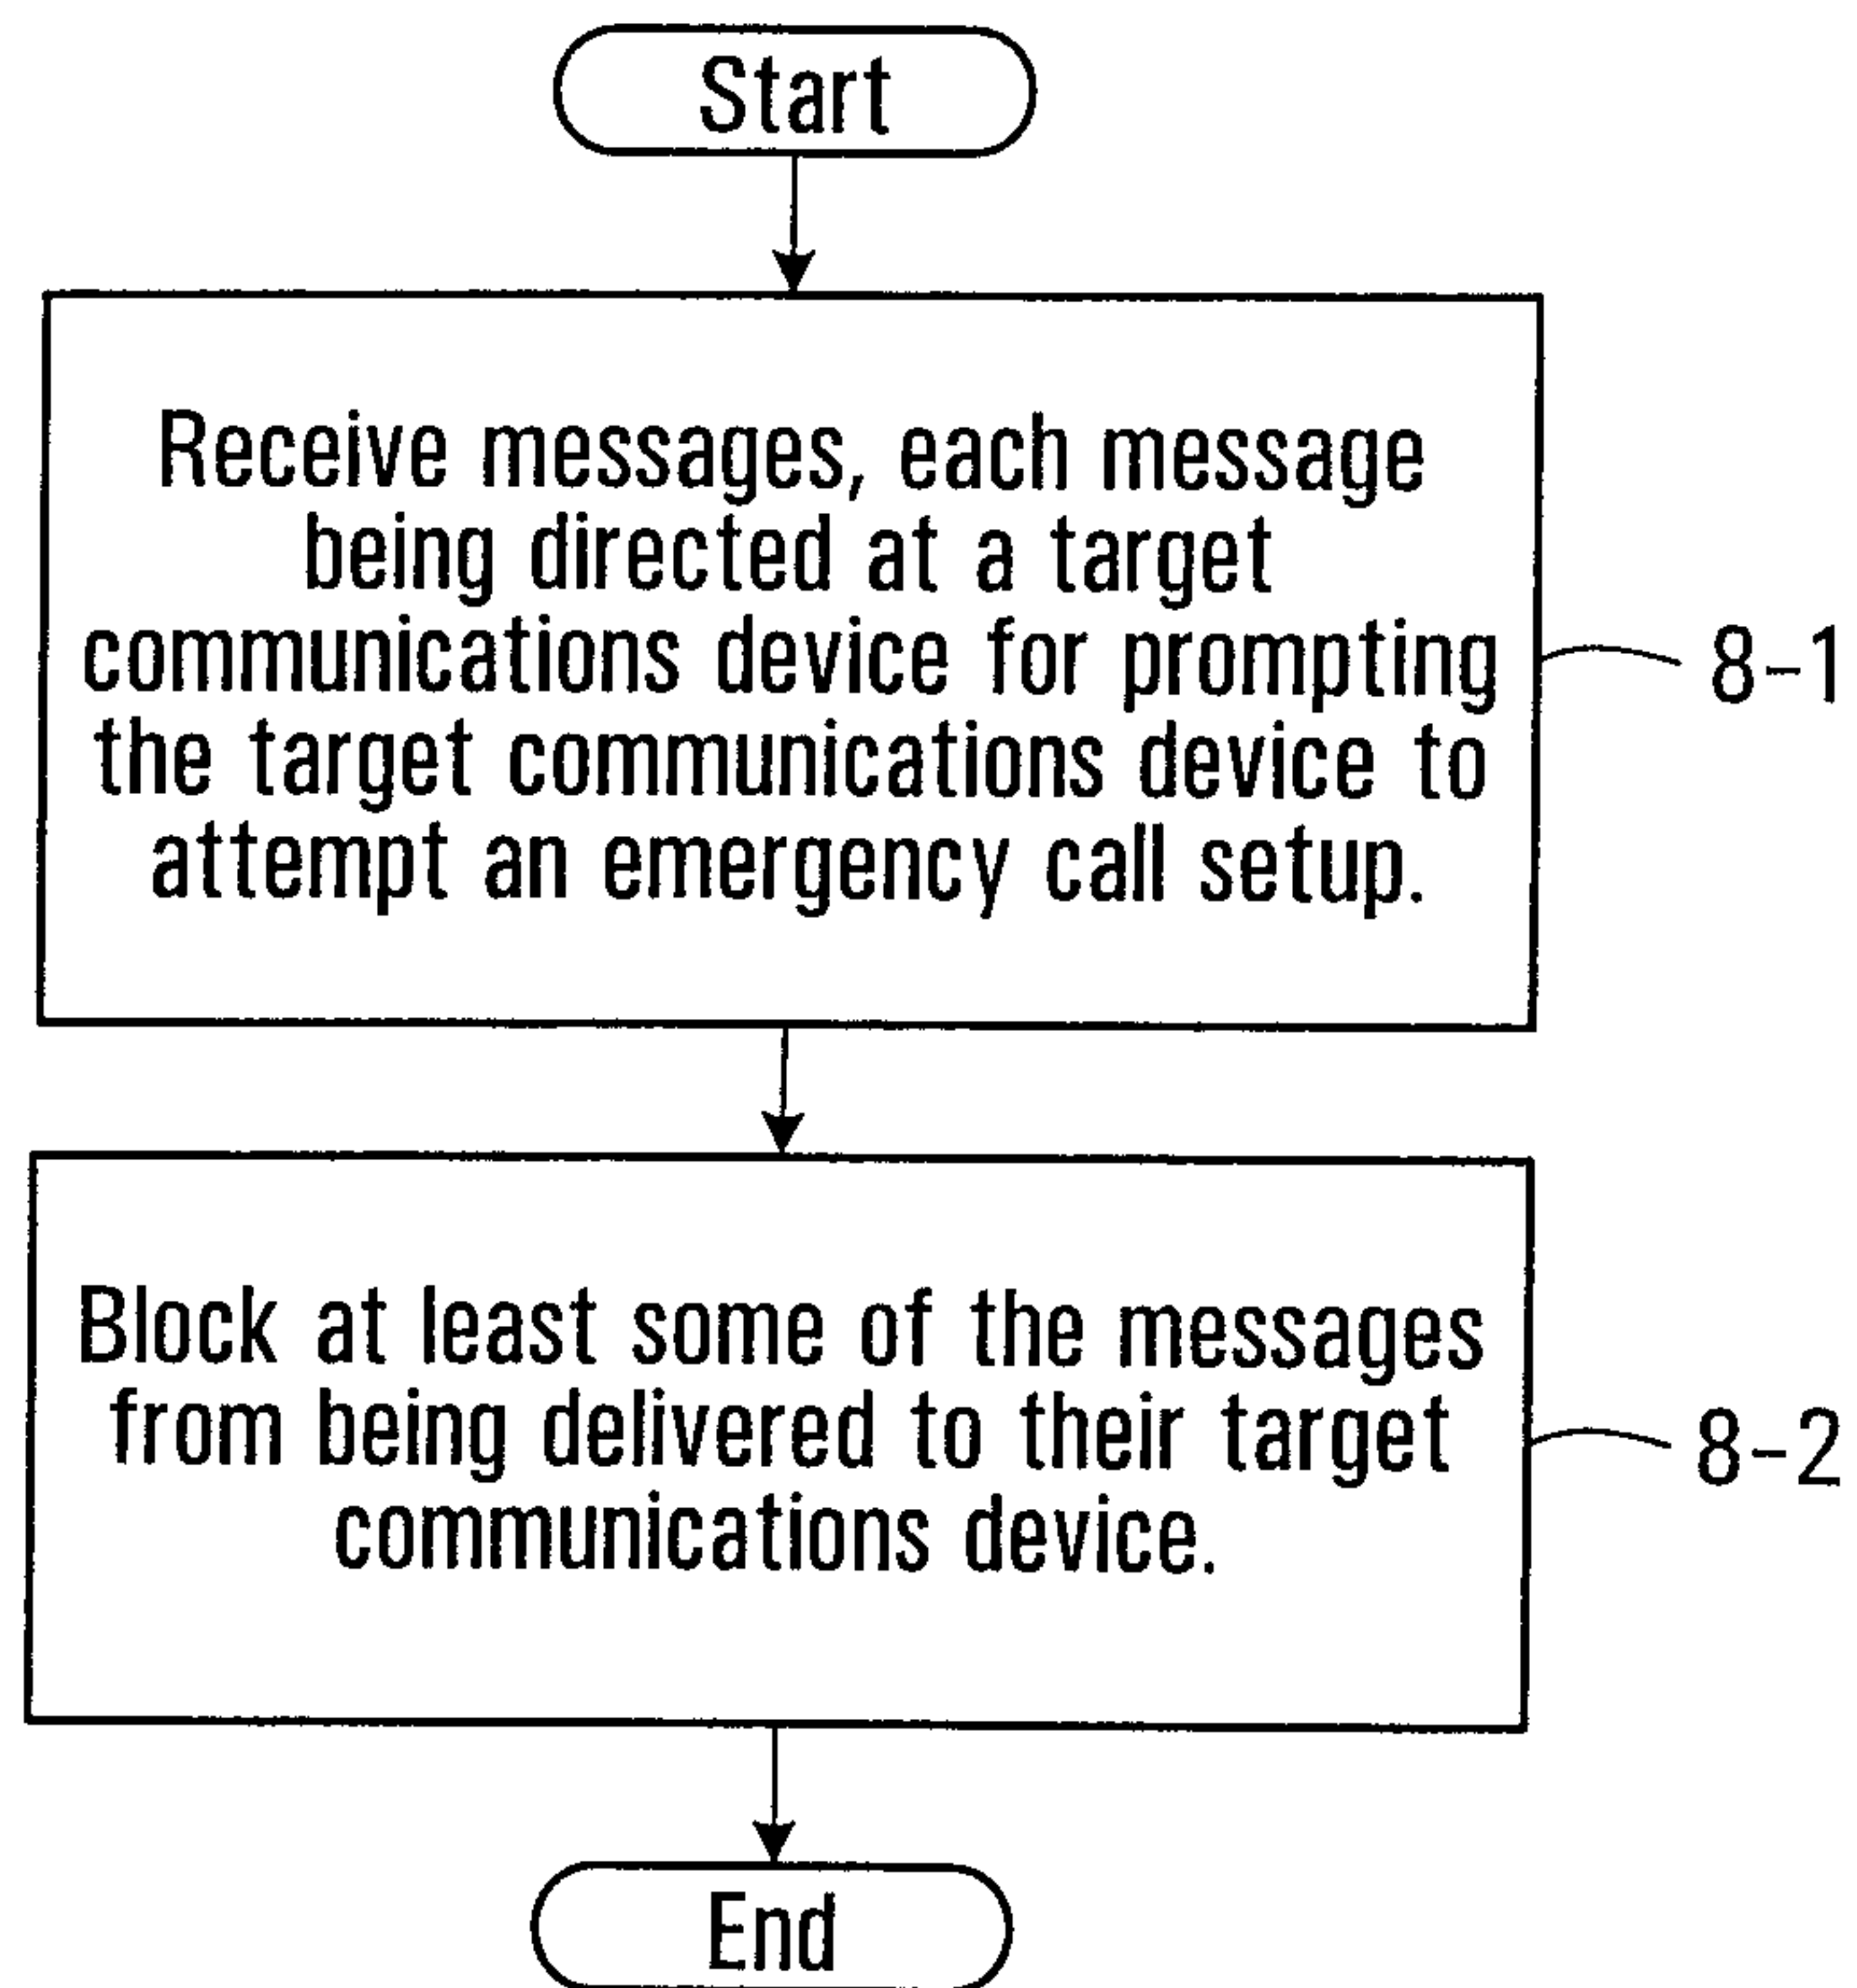 Start
Receive messages, each message
being directed at a target
communications device for prompting
the target communications device to
attempt an emergency call setup.
8-1
Block at least some of the messages
from being delivered to their target
communications device.
8-2
End